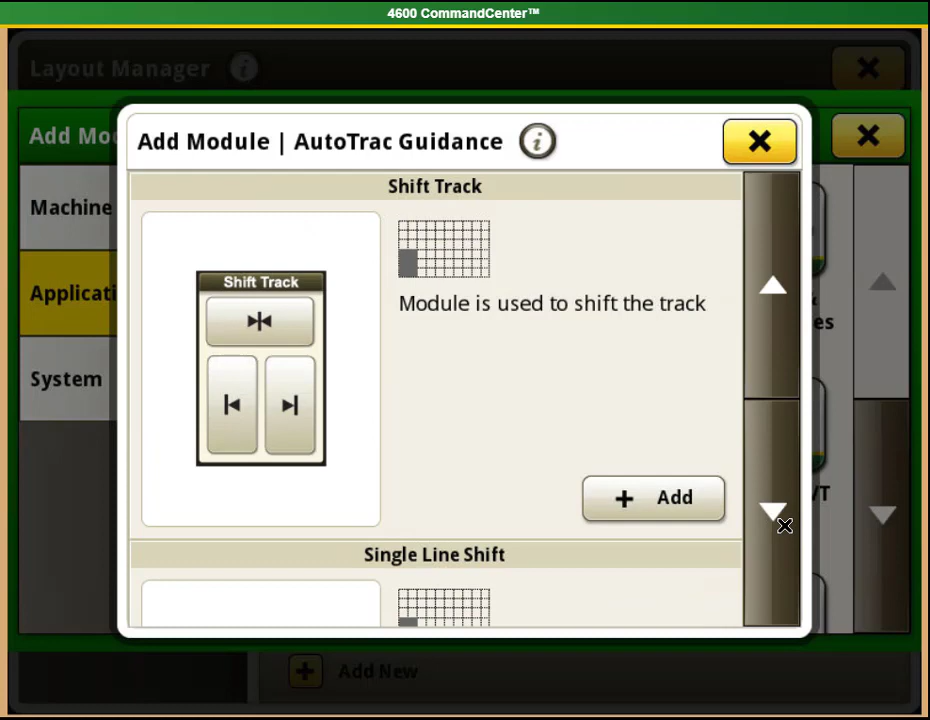 4600 CommandCenter™
Layout Manager i
Add Mo
Add Module | AutoTrac Guidance i
Machine
Applicati
System
Shift Track
Shift Track
Module is used to shift the track
+ Add
Single Line Shift
&
es
VT
+ Add New